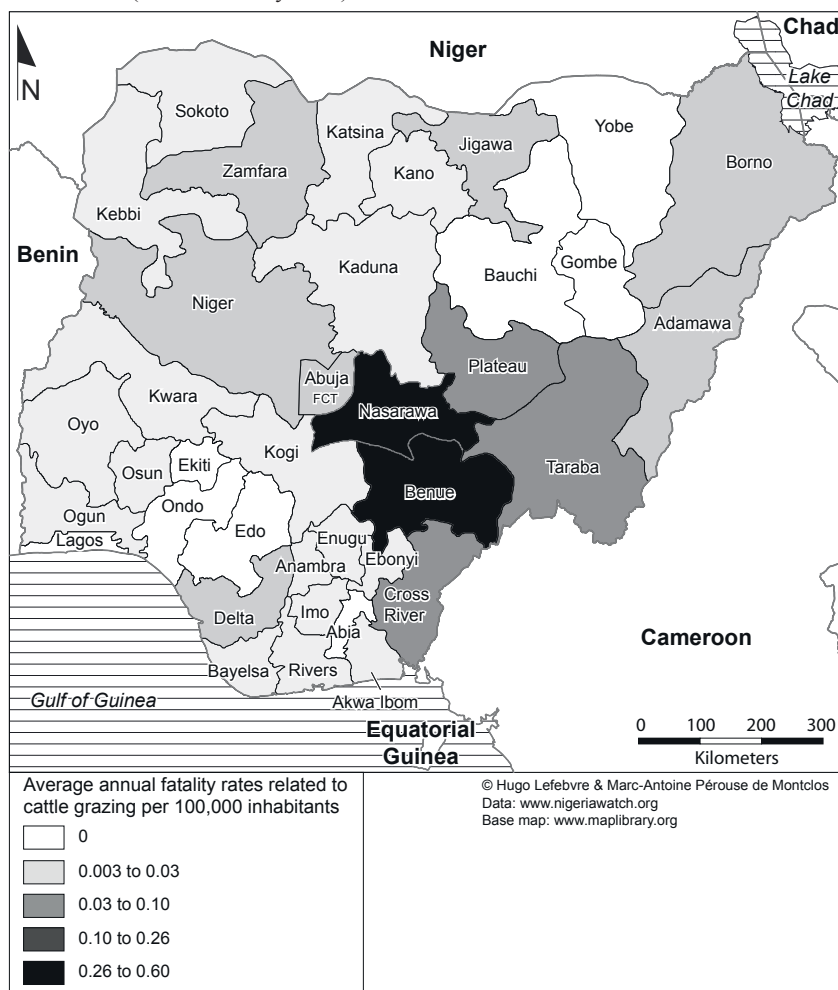 Niger
Chad
N
Lake
Chad
Sokoto
Katsina
Yobe
Jigawa
Zamfara
Kano
Borno
Kebbi
Benin
Kaduna
Bauchi
Gombe
Niger
Adamawa
Abuja
FCT
Plateau
Kwara
Nasarawa
Oyo
Kogi
Osun
Ekiti
Taraba
Benue
Ondo
Ogun
Edo
Lagos
Enugu
Anambra
Ebonyi
Delta
Imo
Cross
River
Abia
Cameroon
Bayelsa
Rivers
Gulf of Guinea
Akwa Ibom
Equatorial
Guinea
0 100 200 300
Kilometers
Average annual fatality rates related to
cattle grazing per 100,000 inhabitants
0
0.003 to 0.03
0.03 to 0.10
0.10 to 0.26
0.26 to 0.60
© Hugo Lefebvre & Marc-Antoine Pérouse de Montclos
Data: www.nigeriawatch.org
Base map: www.maplibrary.org